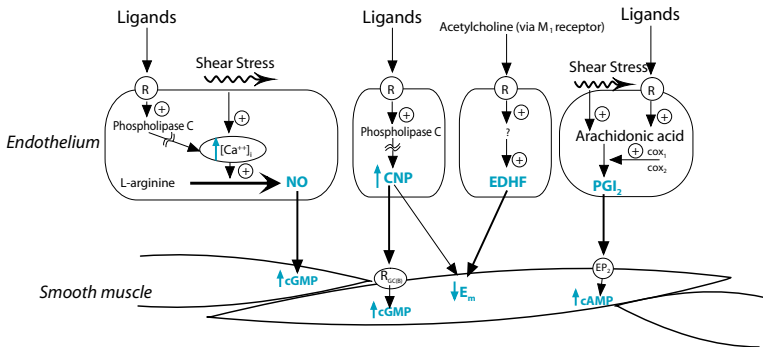 Ligands
Ligands
Acetylcholine (via M₁ receptor)
Ligands
Shear Stress
Shear Stress
R
R
R
R
+
+
+
+
+
+
Endothelium
Phospholipase C
[Ca⁺⁺]ᵢ
Phospholipase C
?
Arachidonic acid
+
+
+
cox₁
cox₂
L-arginine
NO
CNP
EDHF
PGI₂
cGMP
R GC(B)
Eₘ
EP₂
Smooth muscle
cGMP
cAMP